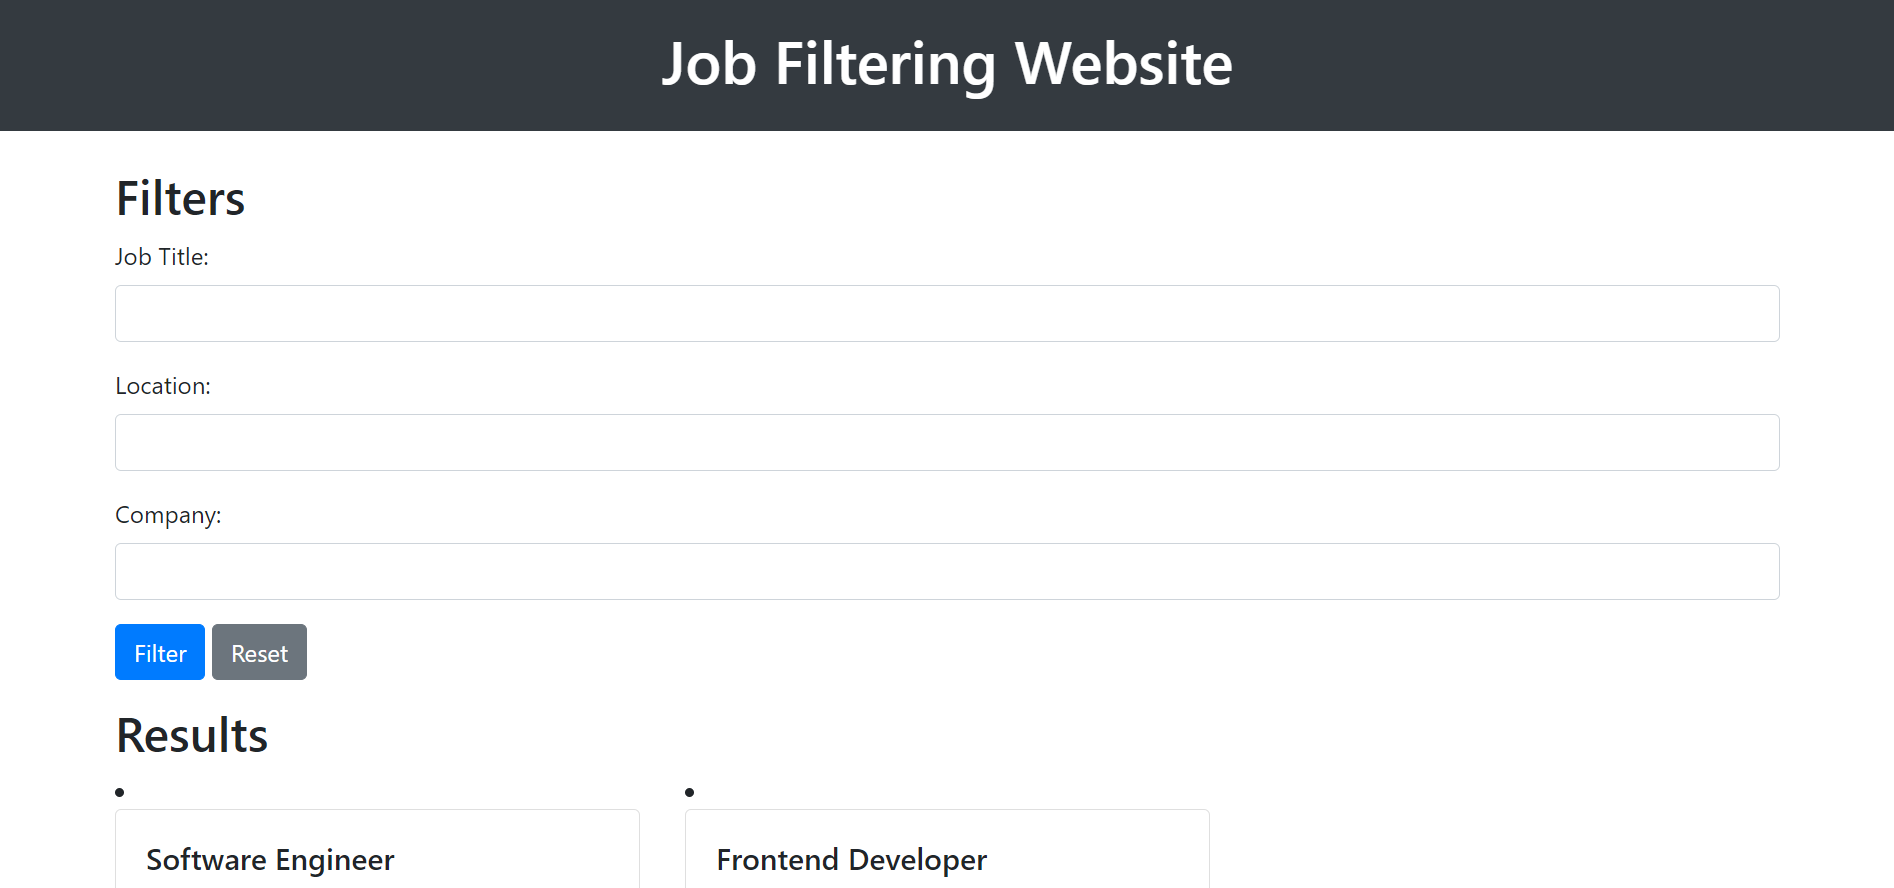 Job Filtering Website
Filters
Job Title:
Location:
Company:
Filter Reset
Results
Software Engineer
Frontend Developer